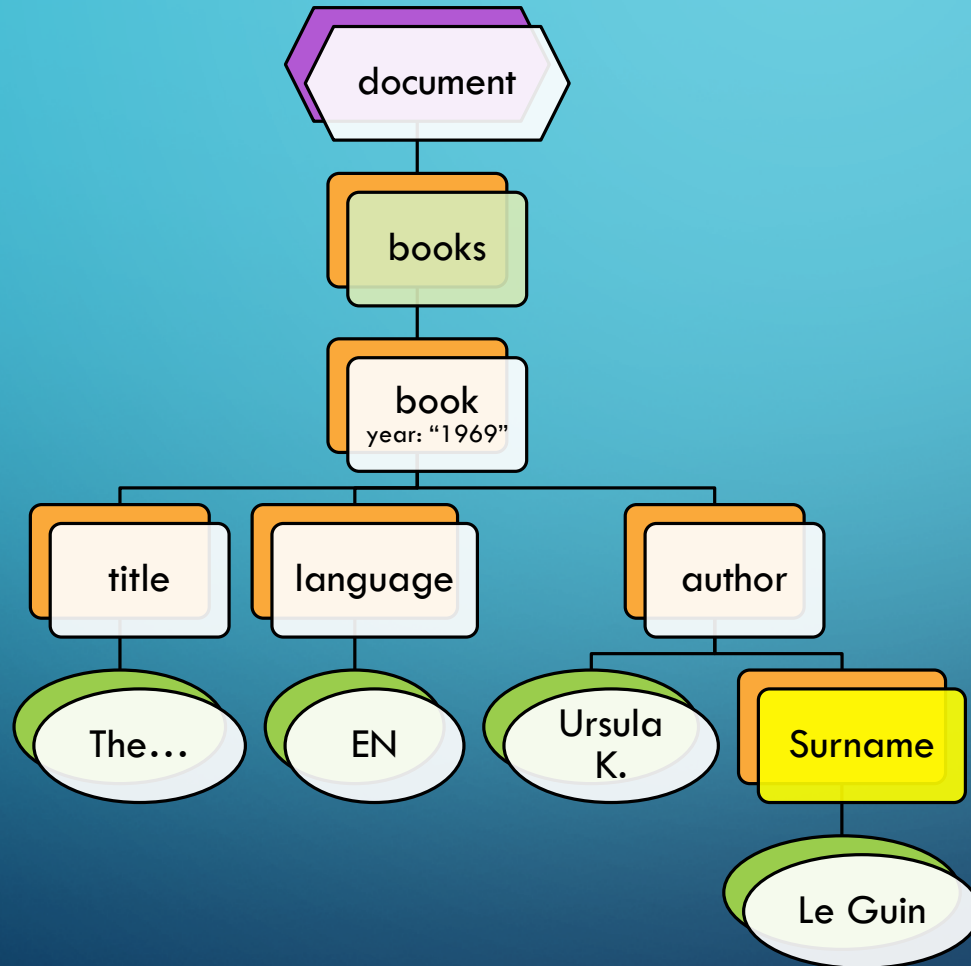 document
books
book
year: “1969”
title
language
author
The…
EN
Ursula
K.
Surname
Le Guin